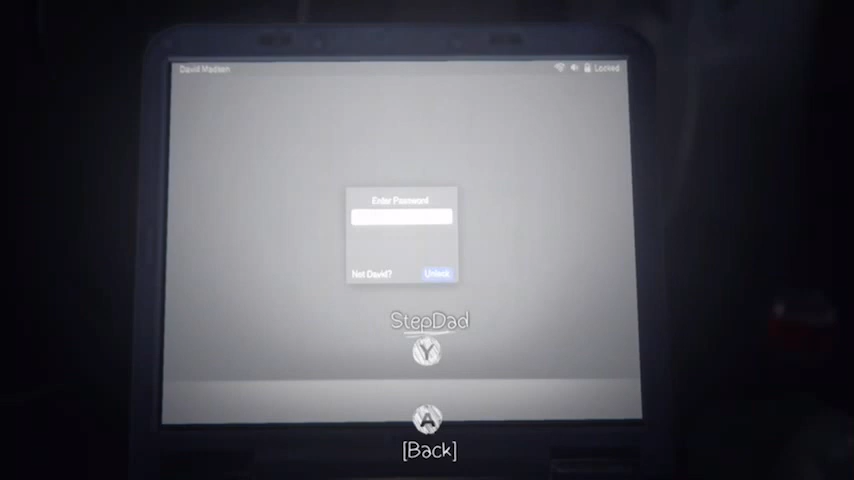 David Madsen
Locked
Enter Password
Not David?
Unlock
StepDad
Y
A
[Back]